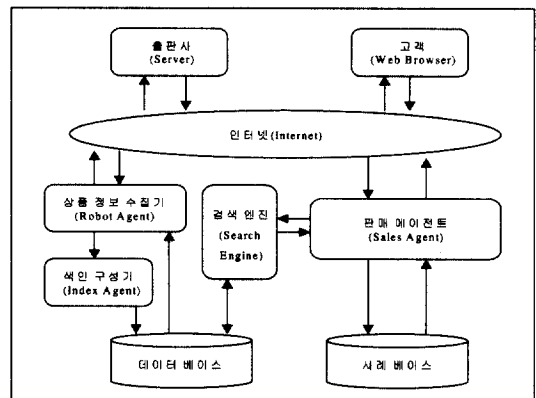 출판사
(Server)
고객
(Web Browser)
인터넷(Internet)
상품 정보 수집기
(Robot Agent)
검색 엔진
(Search
Engine)
판매 에이전트
(Sales Agent)
색인 구성기
(Index Agent)
데이터 베이스
사례 베이스